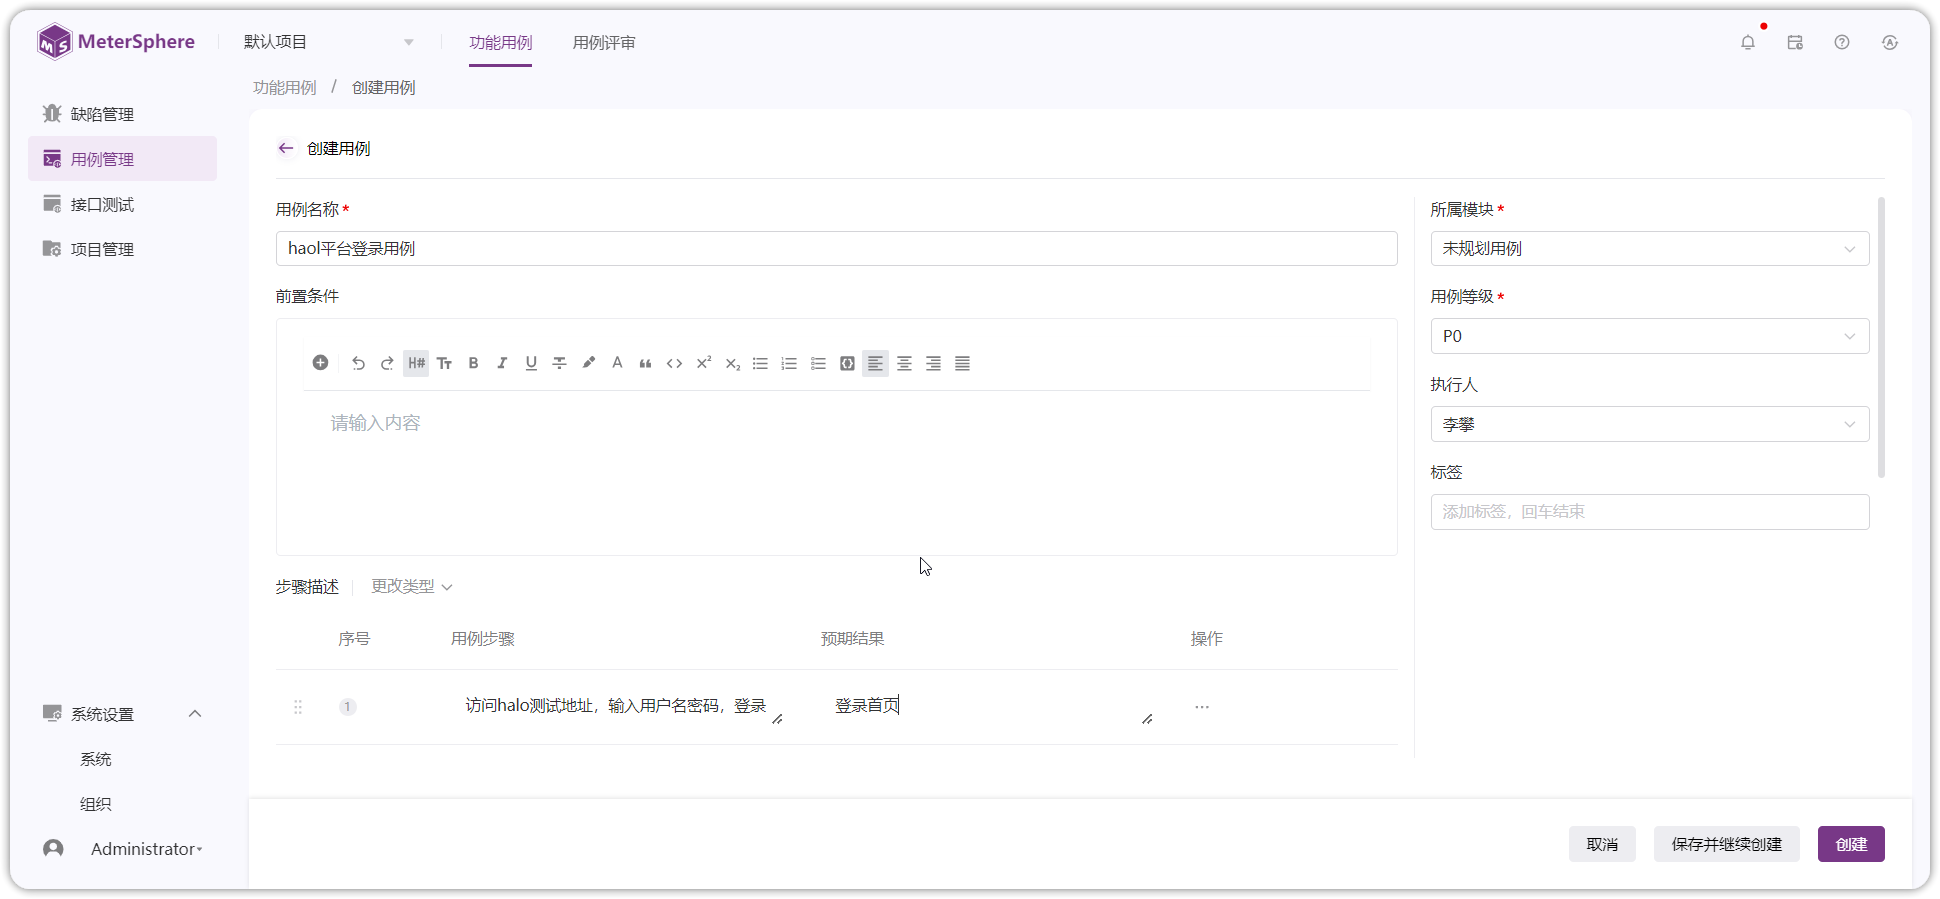 MeterSphere
默认项目
功能用例
用例评审
功能用例 / 创建用例
缺陷管理
用例管理
接口测试
项目管理
创建用例
用例名称*
haol平台登录用例
前置条件
H#
请输入内容
步骤描述
更改类型
序号
用例步骤
预期结果
操作
1
访问halo测试地址，输入用户名密码，登录
登录首页
...
所属模块*
未规划用例
用例等级*
P0
执行人
李攀
标签
添加标签，回车结束
系统设置
系统
组织
Administrator
取消
保存并继续创建
创建